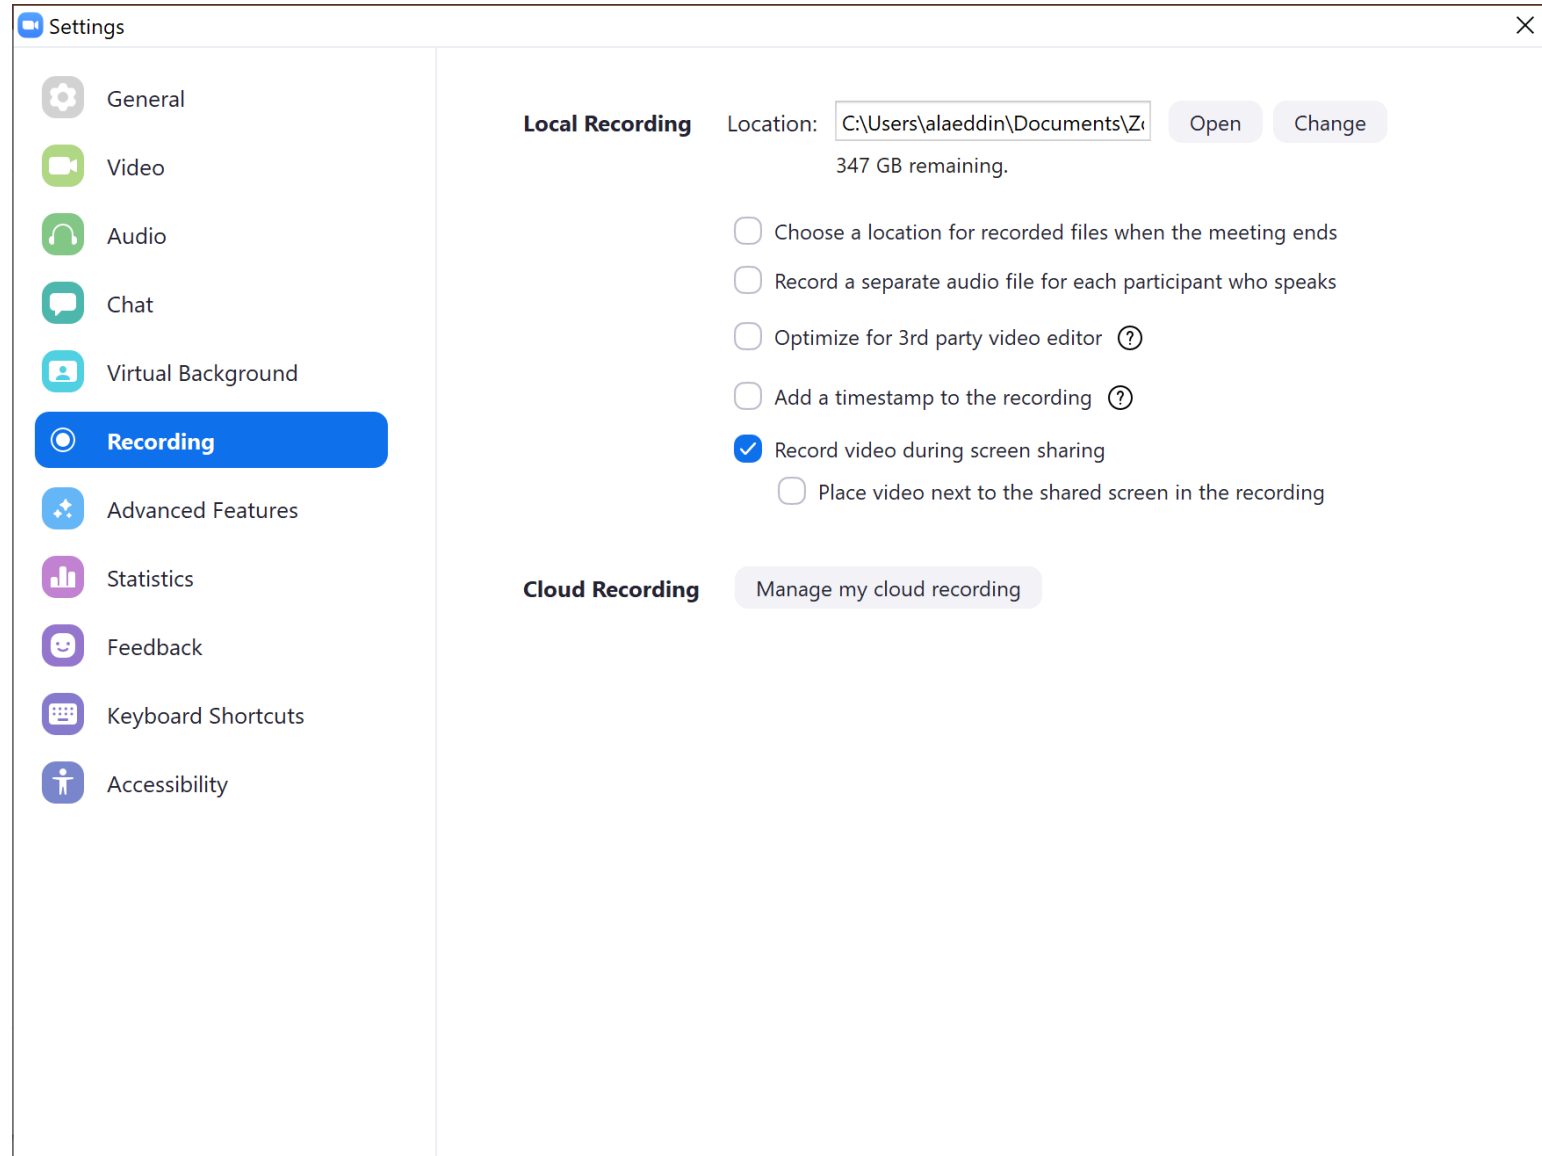 Settings
General
Video
Audio
Chat
Virtual Background
Recording
Advanced Features
Statistics
Feedback
Keyboard Shortcuts
Accessibility
Local Recording Location: C:\Users\alaeddin\Documents\Zo Open Change
347 GB remaining.
Choose a location for recorded files when the meeting ends
Record a separate audio file for each participant who speaks
Optimize for 3rd party video editor ?
Add a timestamp to the recording ?
Record video during screen sharing
Place video next to the shared screen in the recording
Cloud Recording Manage my cloud recording